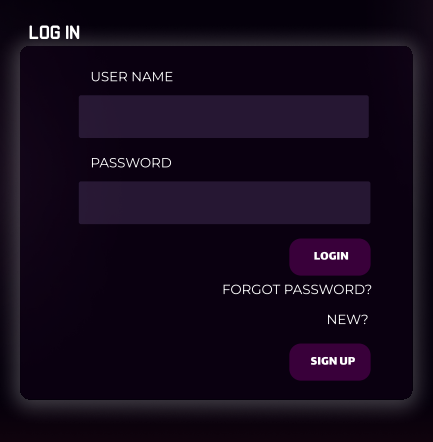 LOG IN
USER NAME
PASSWORD
LOGIN
FORGOT PASSWORD?
NEW?
SIGN UP